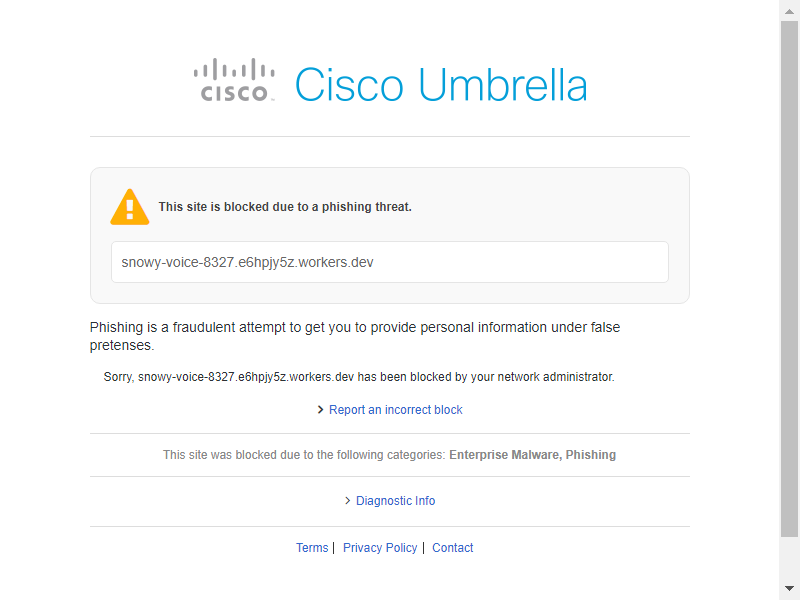 CISCO
Cisco Umbrella
This site is blocked due to a phishing threat.
snowy-voice-8327.e6hpjy5z.workers.dev
Phishing is a fraudulent attempt to get you to provide personal information under false
pretenses.
Sorry, snowy-voice-8327.e6hpjy5z.workers.dev has been blocked by your network administrator.
Report an incorrect block
This site was blocked due to the following categories: Enterprise Malware, Phishing
Diagnostic Info
Terms | Privacy Policy | Contact